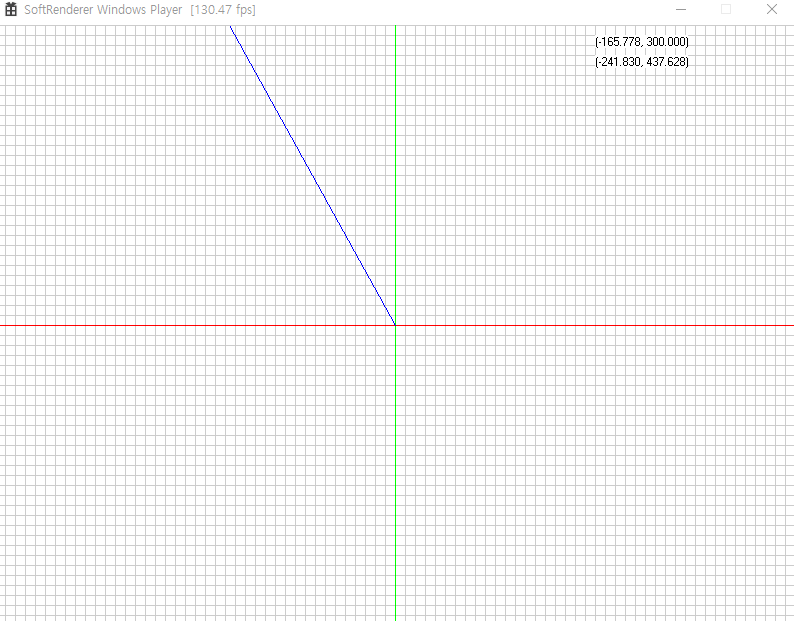 SoftRenderer Windows Player [130.47 fps]
(-165.778, 300.000)
(-241.830, 437.628)